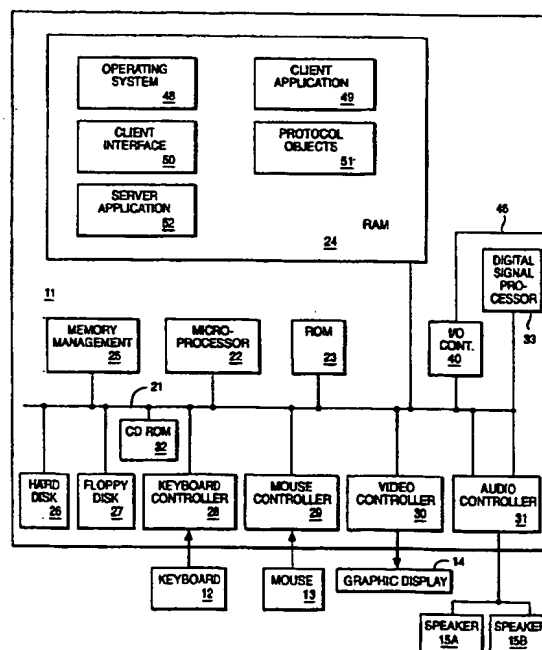 OPERATING
SYSTEM
48
CLIENT
APPLICATION
49
CLIENT
INTERFACE
50
PROTOCOL
OBJECTS
51
SERVER
APPLICATION
52
RAM
24
46
DIGITAL
SIGNAL
PRO-
CESSOR
33
11
MEMORY
MANAGEMENT
25
MICRO-
PROCESSOR
22
ROM
23
I/O
CONT.
40
21
CD ROM
32
HARD
DISK
26
FLOPPY
DISK
27
KEYBOARD
CONTROLLER
28
MOUSE
CONTROLLER
29
VIDEO
CONTROLLER
30
AUDIO
CONTROLLER
31
KEYBOARD
12
MOUSE
13
14
GRAPHIC DISPLAY
SPEAKER
15A
SPEAKER
15B